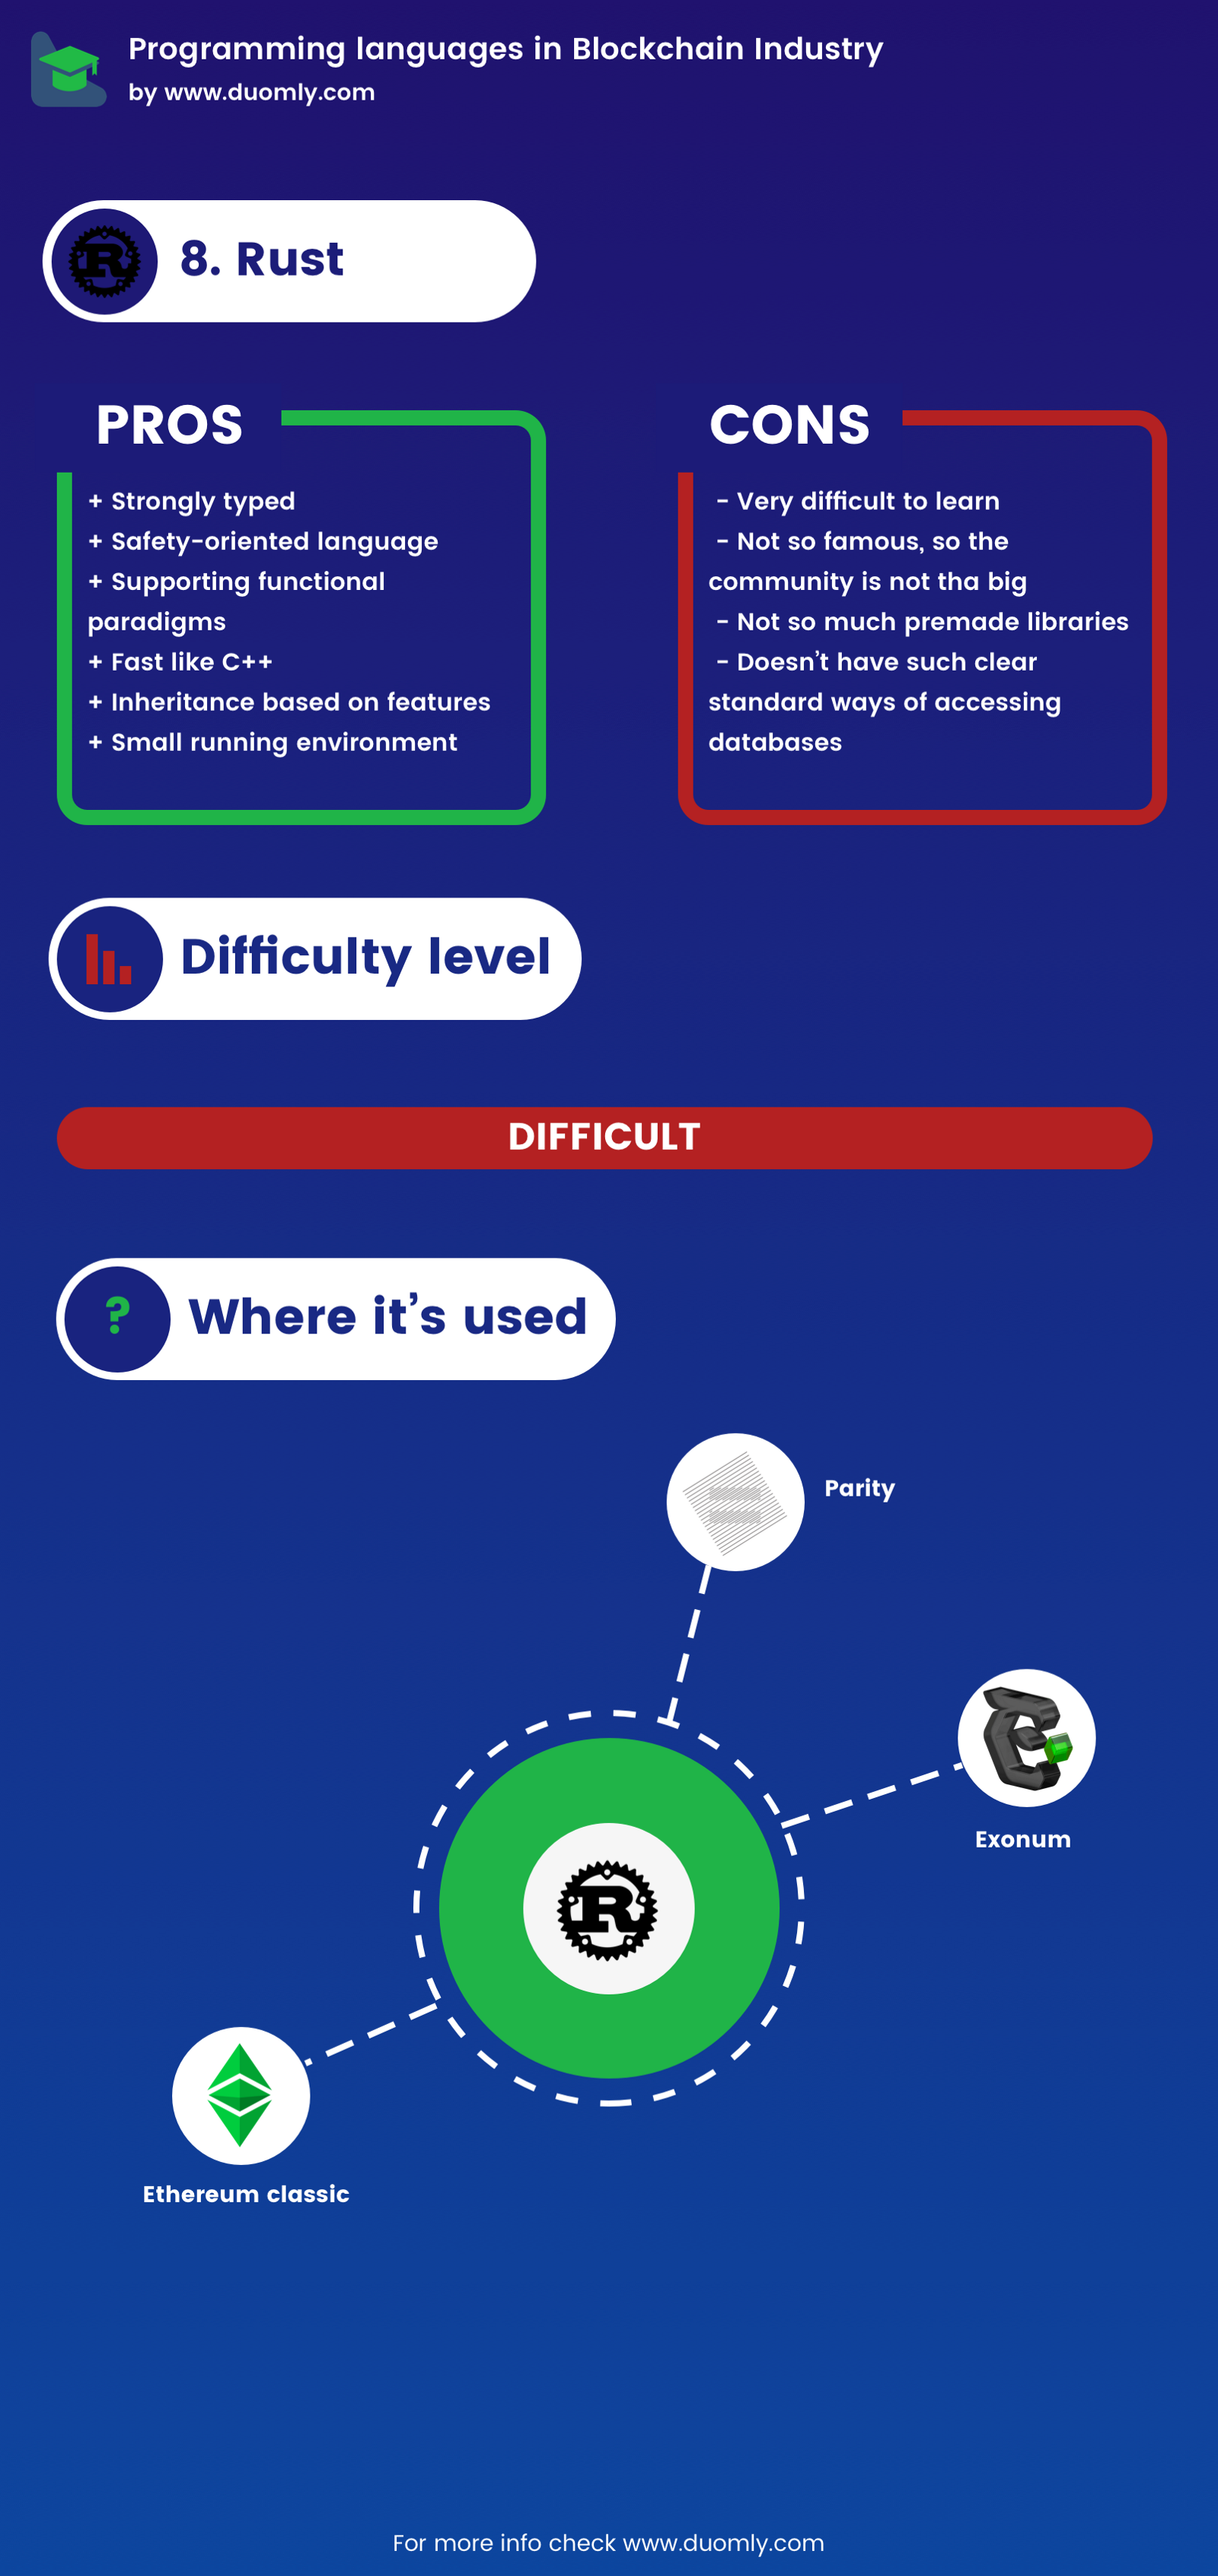 Programming languages in Blockchain Industry
by www.duomly.com
8. Rust
PROS
+ Strongly typed
+ Safety-oriented language
+ Supporting functional
paradigms
+ Fast like C++
+ Inheritance based on features
+ Small running environment
CONS
- Very difficult to learn
- Not so famous, so the
community is not tha big
- Not so much premade libraries
- Doesn't have such clear
standard ways of accessing
databases
Difficulty level
DIFFICULT
? Where it's used
Parity
Exonum
R
Ethereum classic
For more info check www.duomly.com